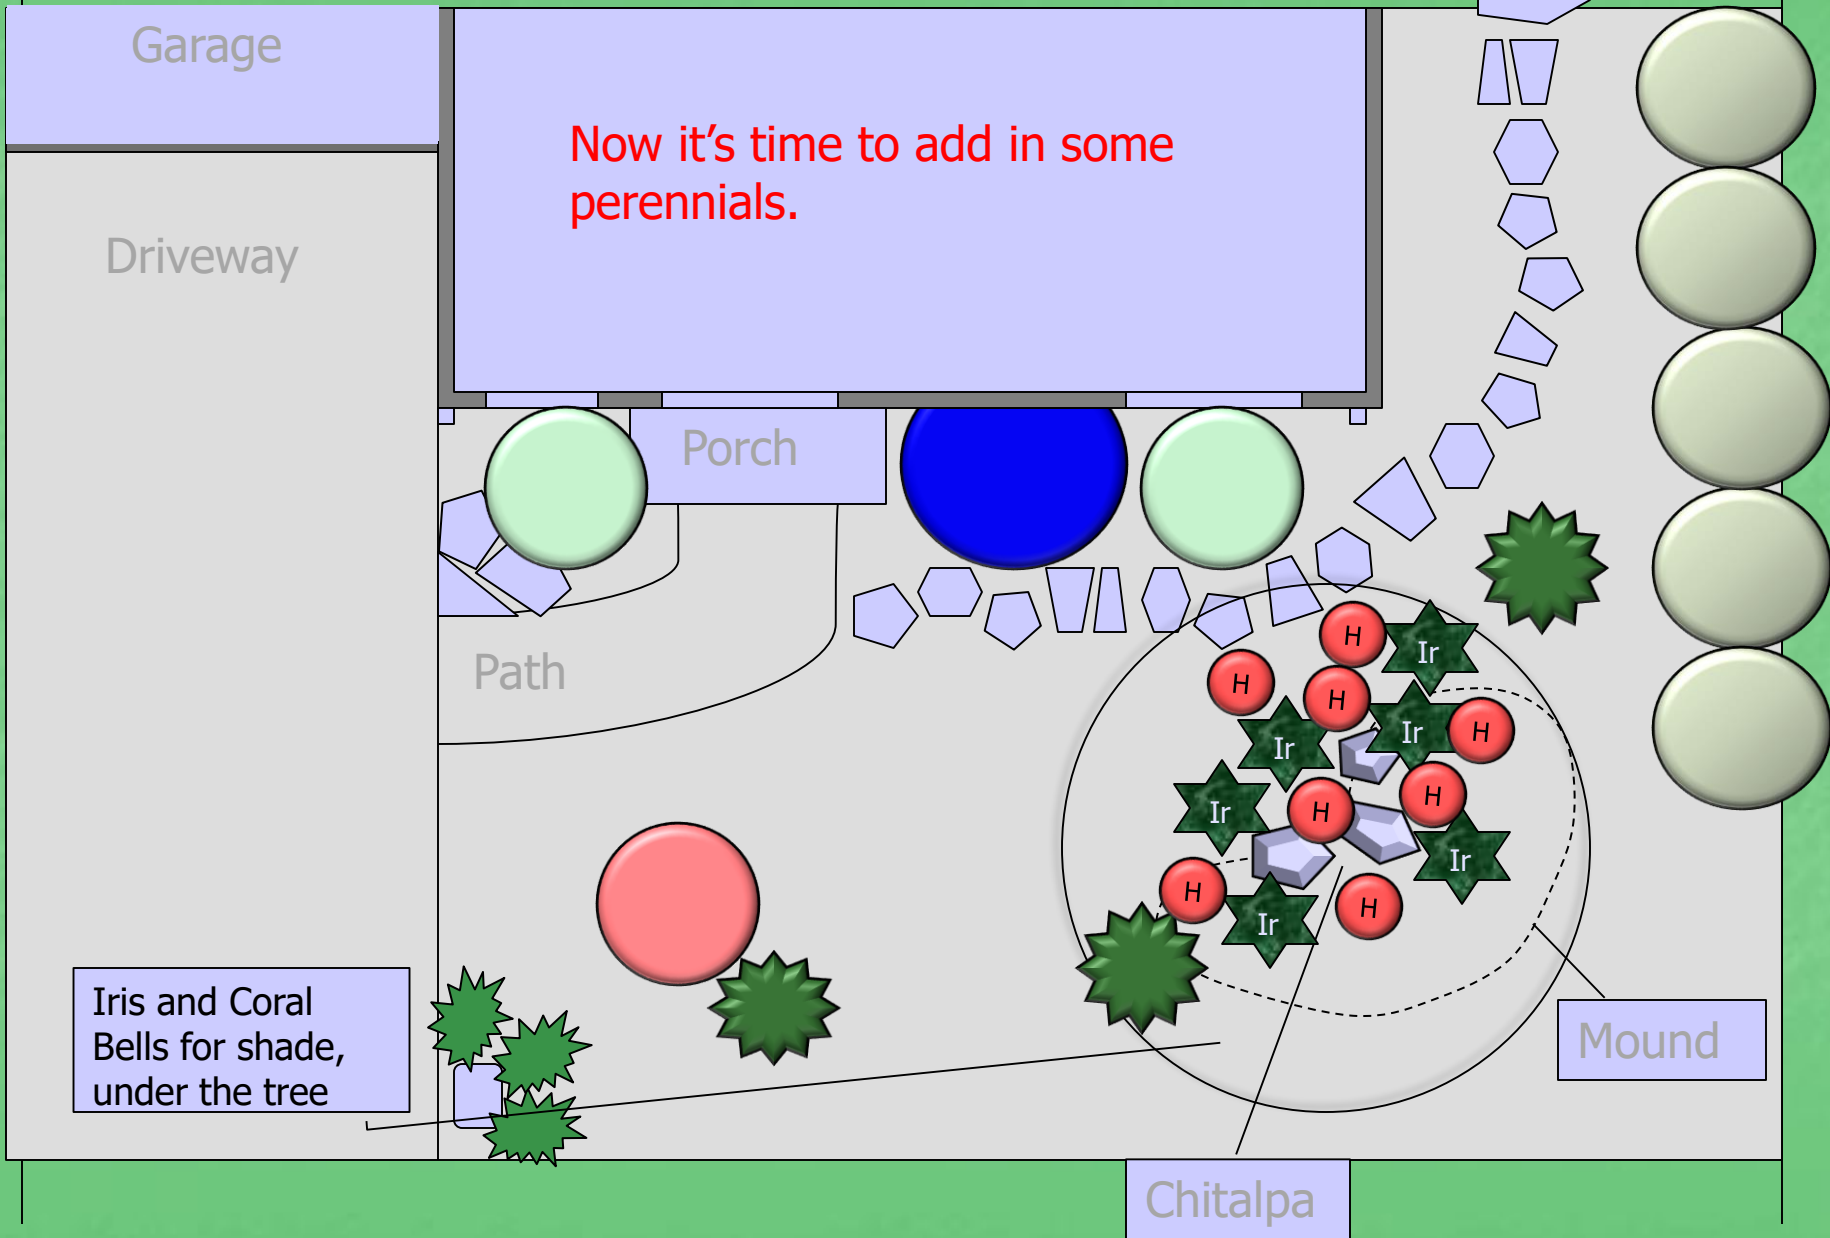 Garage
Now it’s time to add in some
perennials.
Driveway
Porch
H
Ir
Path
H
H
Ir
H
Ir
H
Ir
H
Ir
H
H
Ir
Iris and Coral
Bells for shade,
under the tree
Mound
Chitalpa